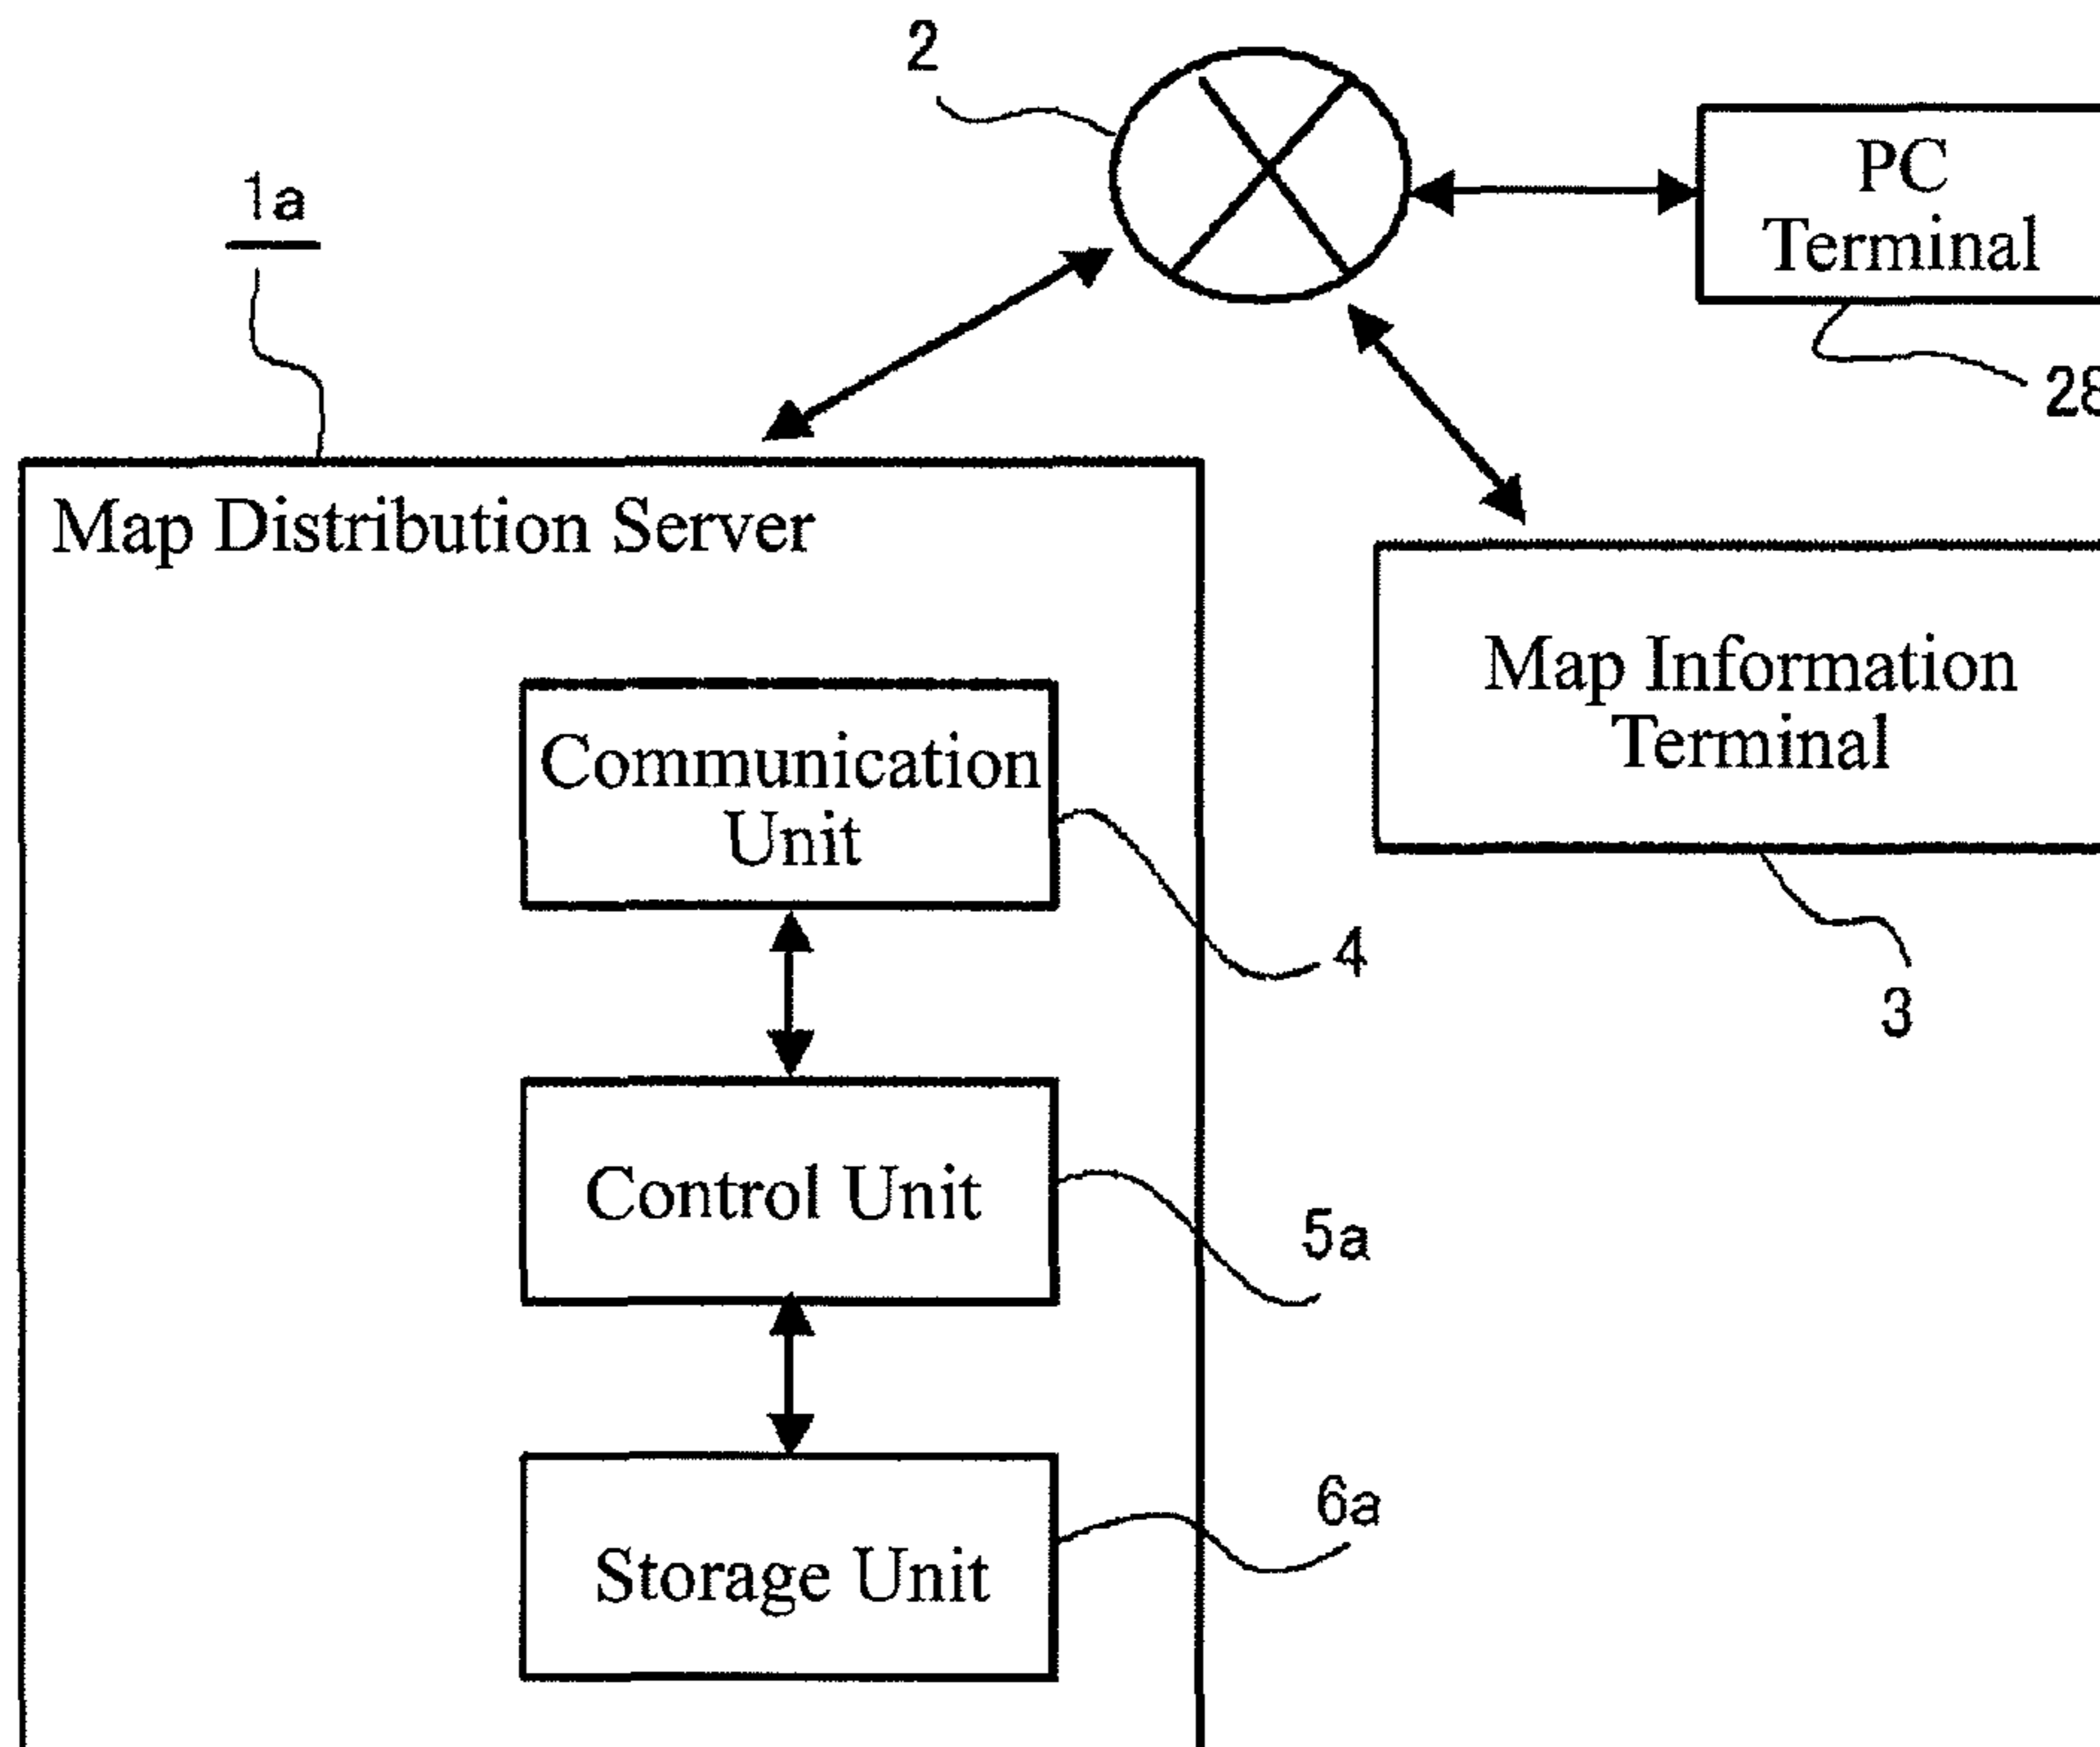 2
PC
Terminal
1a
28
Map Distribution Server
Map Information
Terminal
Communication
Unit
4
3
Control Unit
5a
6a
Storage Unit